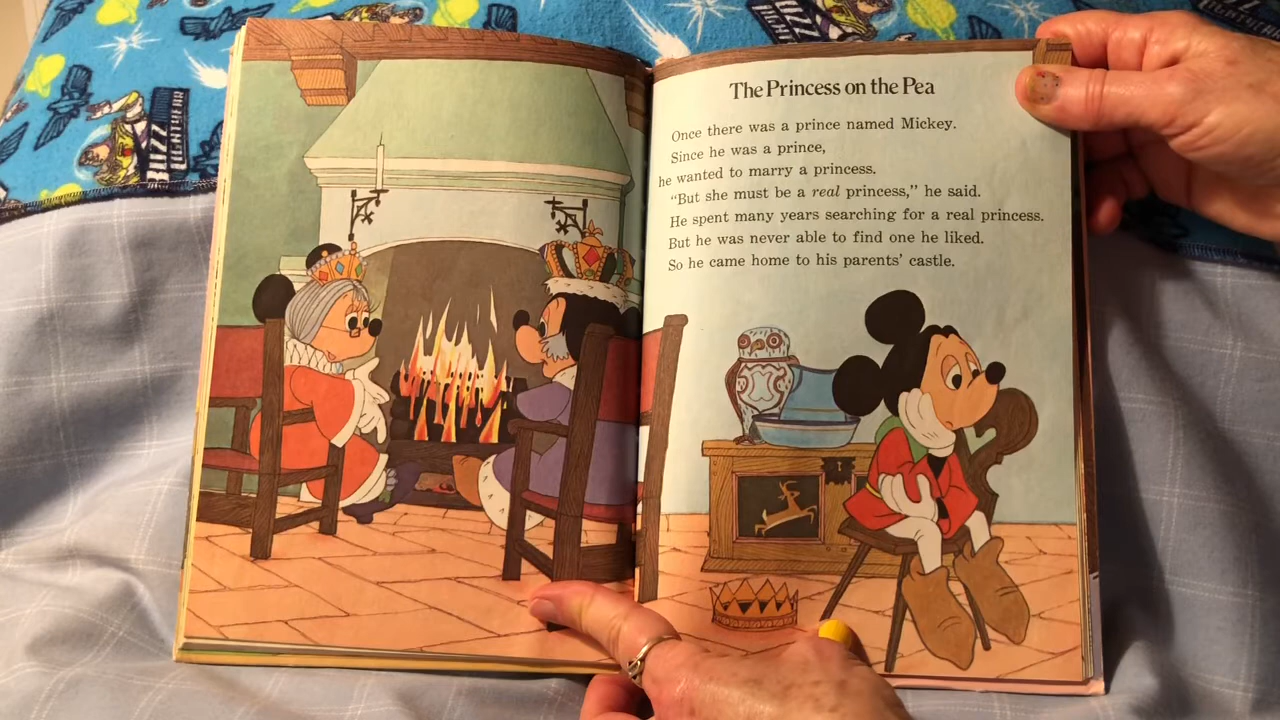 BUZZ
LIGHTYEAR
The Princess on the Pea
Once there was a prince named Mickey.
Since he was a prince,
he wanted to marry a princess.
“But she must be a real princess,” he said.
He spent many years searching for a real princess.
But he was never able to find one he liked.
So he came home to his parents’ castle.